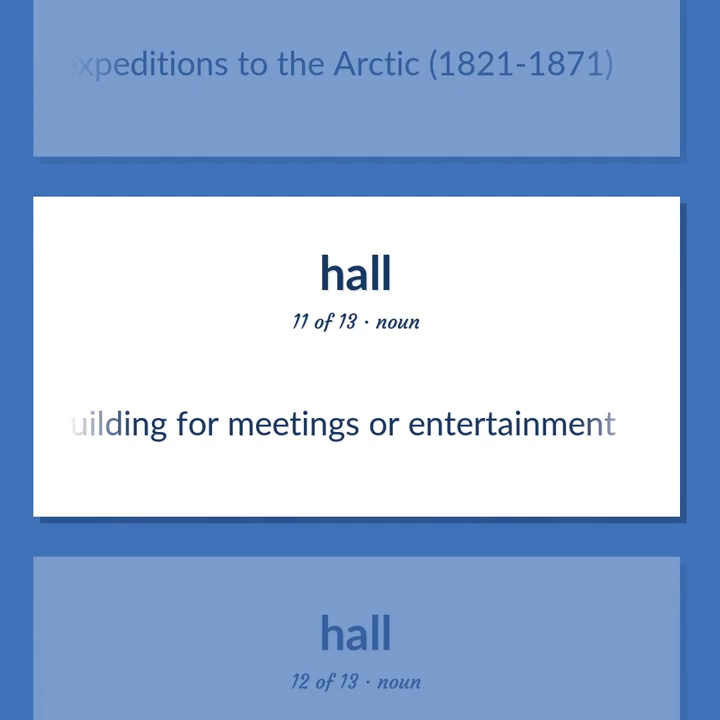 expeditions to the Arctic (1821-1871)
hall
11 of 13 · noun
uilding for meetings or entertainment
hall
12 of 13 · noun